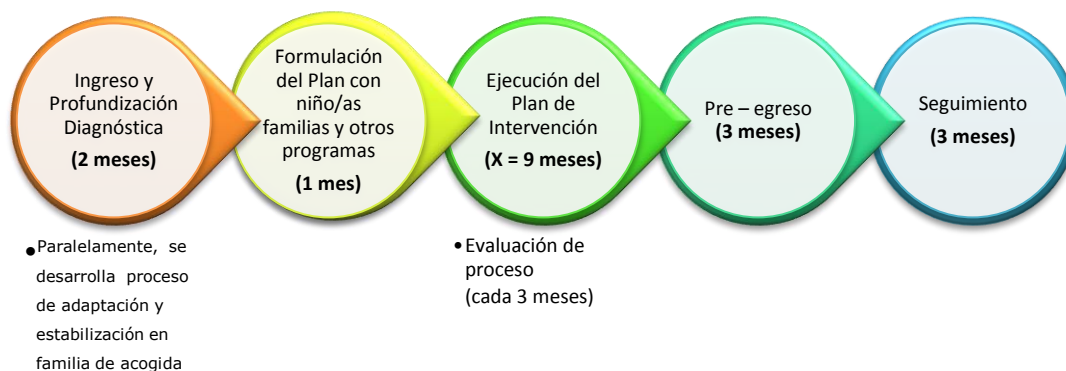 Ingreso y
Profundización
Diagnóstica
(2 meses)
Formulación
del Plan con
niño/as
familias y otros
programas
(1 mes)
Ejecución del
Plan de
Intervención
(X = 9 meses)
Pre – egreso
(3 meses)
Seguimiento
(3 meses)
•Paralelamente, se
desarrolla proceso
de adaptación y
estabilización en
familia de acogida
•Evaluación de
proceso
(cada 3 meses)